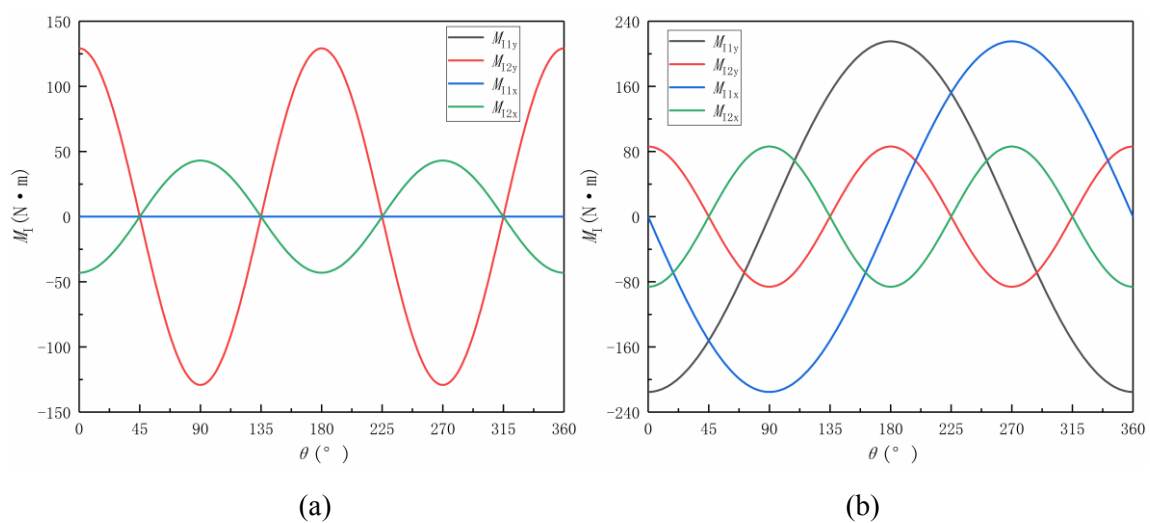 150
100
50
0
−50
−100
−150
0 45 90 135 180 225 270 315 360
M_I (N·m)
θ (°)
M_I1y
M_I2y
M_I1x
M_I2x
(a)
240
160
80
0
−80
−160
−240
0 45 90 135 180 225 270 315 360
M_I (N·m)
θ (°)
M_I1y
M_I2y
M_I1x
M_I2x
(b)